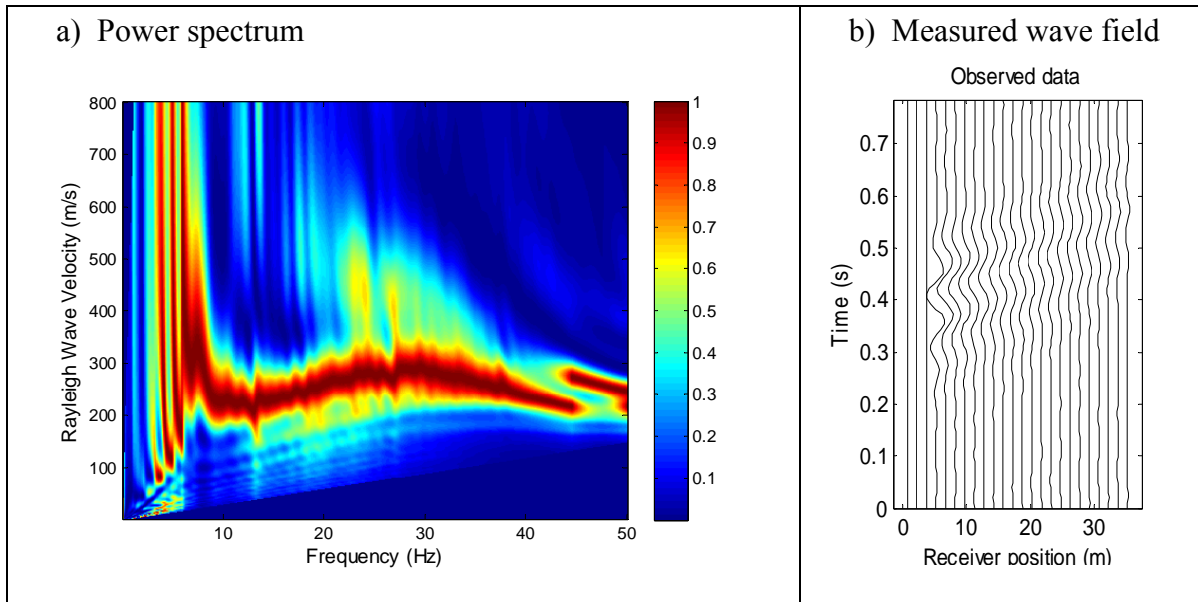 a) Power spectrum
800
700
600
500
400
300
200
100
Rayleigh Wave Velocity (m/s)
10 20 30 40 50
Frequency (Hz)
1
0.9
0.8
0.7
0.6
0.5
0.4
0.3
0.2
0.1
b) Measured wave field
Observed data
0.7
0.6
0.5
0.4
0.3
0.2
0.1
0
Time (s)
0 10 20 30
Receiver position (m)